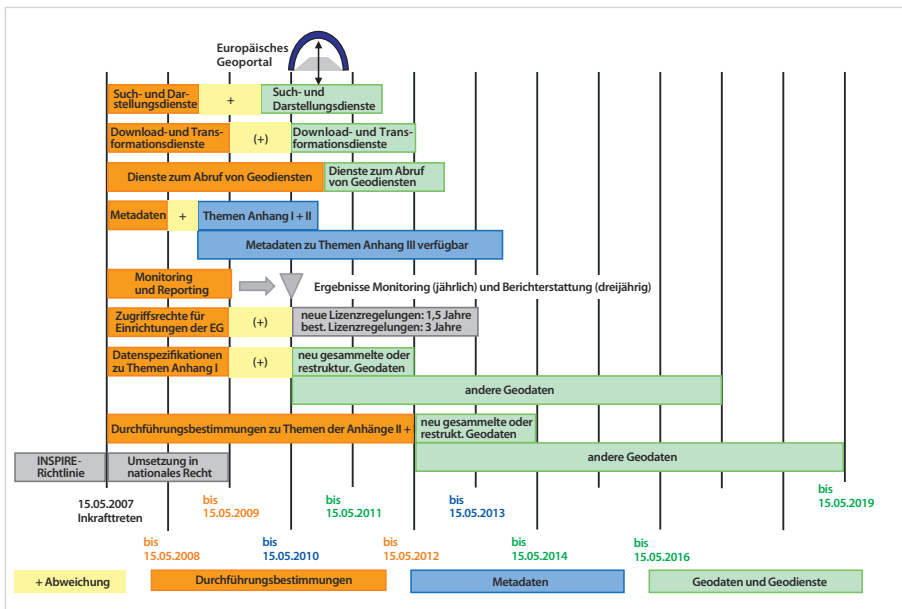 Europäisches
Geoportal
Such- und Dar-
stellungsdienste
+
Such- und
Darstellungsdienste
Download-und Trans-
formationsdienste
(+)
Download- und Trans-
formationsdienste
Dienste zum Abruf von Geodiensten
Dienste zum Abruf
von Geodiensten
Metadaten
+
Themen Anhang I + II
Metadaten zu Themen Anhang III verfügbar
Monitoring
und Reporting
Ergebnisse Monitoring (jährlich) und Berichterstattung (dreijährig)
Zugriffsrechte für
Einrichtungen der EG
(+)
neue Lizenzregelungen: 1,5 Jahre
best. Lizenzregelungen: 3 Jahre
Datenspezifikationen
zu Themen Anhang I
(+)
neu gesammelte oder
restruktur. Geodaten
andere Geodaten
Durchführungsbestimmungen zu Themen der Anhänge II +
neu gesammelte oder
restrukt. Geodaten
andere Geodaten
INSPIRE-
Richtlinie
Umsetzung in
nationales Recht
15.05.2007
Inkrafttreten
bis
15.05.2009
bis
15.05.2011
bis
15.05.2013
bis
15.05.2019
bis
15.05.2008
bis
15.05.2010
bis
15.05.2012
bis
15.05.2014
bis
15.05.2016
+ Abweichung
Durchführungsbestimmungen
Metadaten
Geodaten und Geodienste